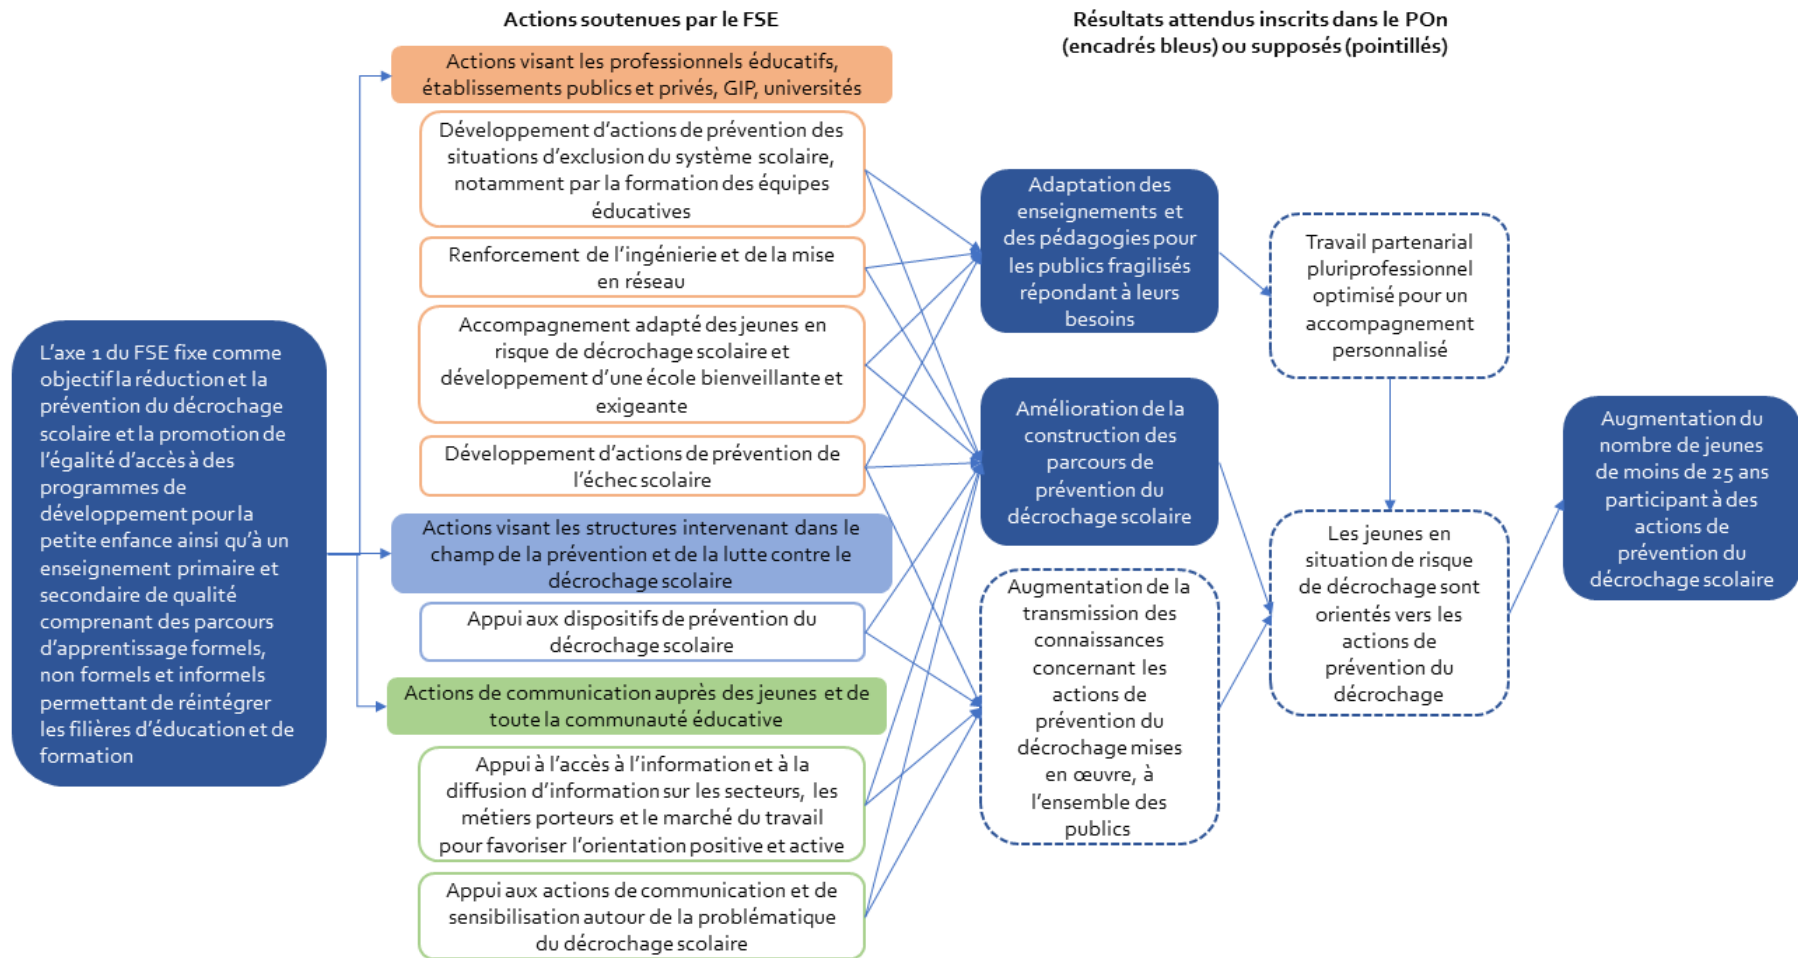 Actions soutenues par le FSE
Résultats attendus inscrits dans le POn
(encadrés bleus) ou supposés (pointillés)
L’axe 1 du FSE fixe comme
objectif la réduction et la
prévention du décrochage
scolaire et la promotion de
l’égalité d’accès à des
programmes de
développement pour la
petite enfance ainsi qu’à un
enseignement primaire et
secondaire de qualité
comprenant des parcours
d’apprentissage formels,
non formels et informels
permettant de réintégrer
les filières d’éducation et de
formation
Actions visant les professionnels éducatifs,
établissements publics et privés, GIP, universités
Développement d’actions de prévention des
situations d’exclusion du système scolaire,
notamment par la formation des équipes
éducatives
Renforcement de l’ingénierie et de la mise
en réseau
Accompagnement adapté des jeunes en
risque de décrochage scolaire et
développement d’une école bienveillante et
exigeante
Développement d’actions de prévention de
l’échec scolaire
Actions visant les structures intervenant dans le
champ de la prévention et de la lutte contre le
décrochage scolaire
Appui aux dispositifs de prévention du
décrochage scolaire
Actions de communication auprès des jeunes et de
toute la communauté éducative
Appui à l’accès à l’information et à la
diffusion d’information sur les secteurs, les
métiers porteurs et le marché du travail
pour favoriser l’orientation positive et active
Appui aux actions de communication et de
sensibilisation autour de la problématique
du décrochage scolaire
Adaptation des
enseignements et
des pédagogies pour
les publics fragilisés
répondant à leurs
besoins
Amélioration de la
construction des
parcours de
prévention du
décrochage scolaire
Augmentation de la
transmission des
connaissances
concernant les
actions de
prévention du
décrochage mises
en œuvre, à
l’ensemble des
publics
Travail partenarial
pluriprofessionnel
optimisé pour un
accompagnement
personnalisé
Les jeunes en
situation de risque
de décrochage sont
orientés vers les
actions de
prévention du
décrochage
Augmentation du
nombre de jeunes
de moins de 25 ans
participant à des
actions de
prévention du
décrochage scolaire